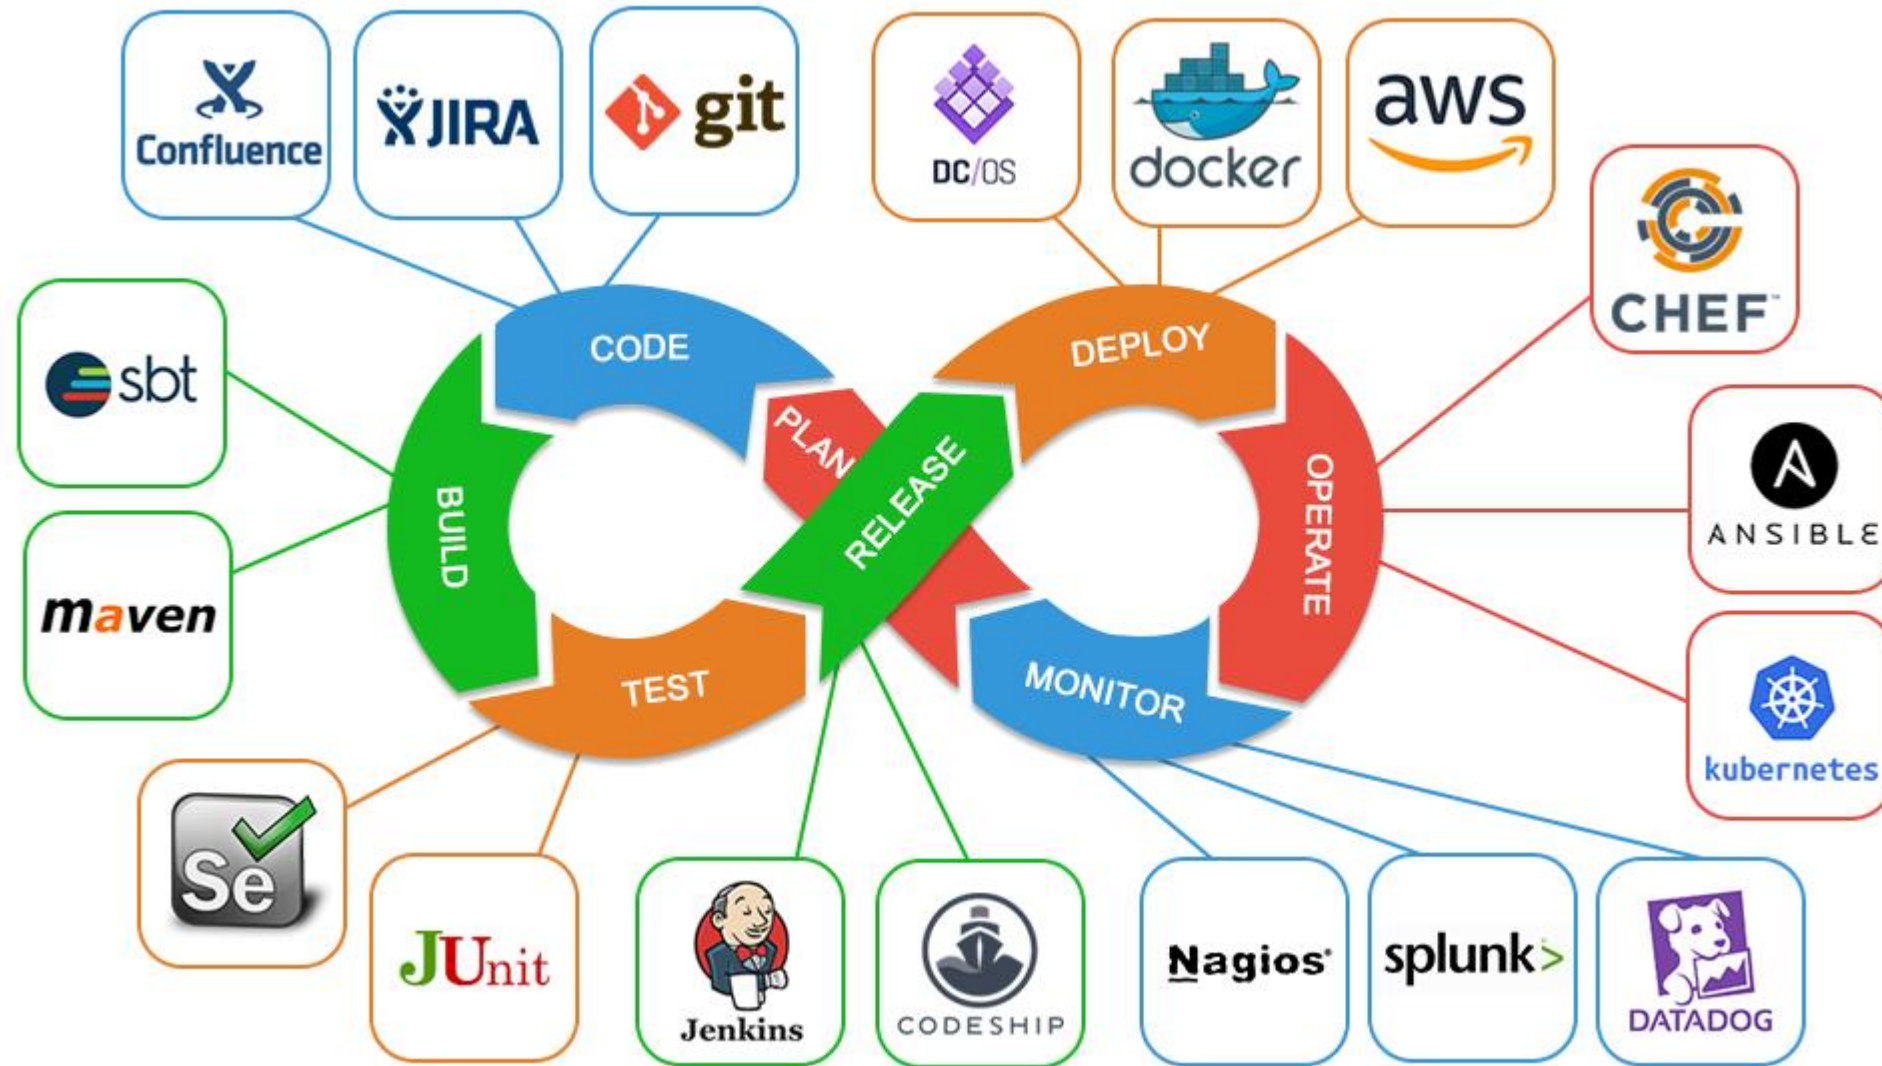 Confluence
JIRA
git
DC/OS
docker
aws
CHEF™
sbt
CODE
DEPLOY
PLAN
RELEASE
BUILD
OPERATE
ANSIBLE
maven
TEST
MONITOR
kubernetes
Se
JUnit
Jenkins
CODESHIP
Nagios®
splunk>
DATADOG